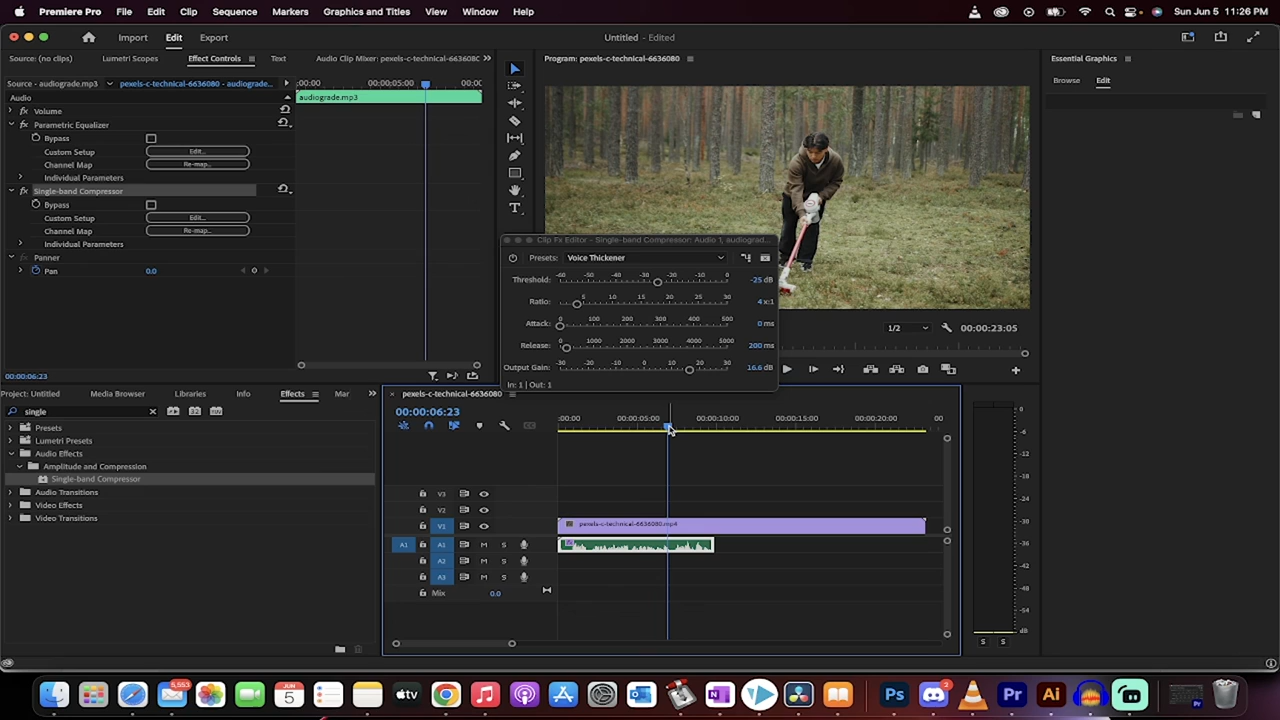 Premiere Pro File Edit Clip Sequence Markers Graphics and Titles View Window Help Sun Jun 5 11:26 PM
Import Edit Export Untitled - Edited
Source: (no clips) Lumetri Scopes Effect Controls Text Audio Clip Mixer: pexels-c-technical-6636080 Program: pexels-c-technical-6636080 Essential Graphics
Source - audiograde.mp3 pexels-c-technical-6636080 - audiograde... :00:00 00:00:05:00 00:00 Browse Edit
Audio audiograde.mp3
fx Volume
fx Parametric Equalizer
Bypass
Custom Setup Edit...
Channel Map Re-map...
Individual Parameters
fx Single-band Compressor
Bypass
Custom Setup Edit...
Channel Map Re-map...
Individual Parameters
Panner
Pan 0.0
Clip Fx Editor - Single-band Compressor: Audio 1, audiograd...
Presets: Voice Thickener
-60 -50 -40 -30 -20 -10 0
Threshold: -25 dB
5 10 15 20 25 30
Ratio: 4 x:1
0 100 200 300 400 500
Attack: 0 ms
0 1000 2000 3000 4000 5000
Release: 200 ms
-30 -20 -10 0 10 20 30
Output Gain: 16.6 dB
In: 1 | Out: 1
1/2 00:00:23:05
00:00:06:23
Project: Untitled Media Browser Libraries Effects Mar pexels-c-technical-6636080
single 00:00:06:23
:00:00 00:00:05:00 00:00:10:00 00:00:15:00 00:00:20:00 00
Presets
Lumetri Presets
Audio Effects
Amplitude and Compression
Single-band Compressor
Audio Transitions
Video Effects
Video Transitions
V3
V2
V1 pexels-c-technical-6636080.mp4
A1 A1 M S
A2 M S
A3 M S
Mix 0.0
0
-6
-12
-18
-24
-30
-36
-42
-48
-54
dB
S S
5,553 JUN 5 tv 2 Ps Pr Ai